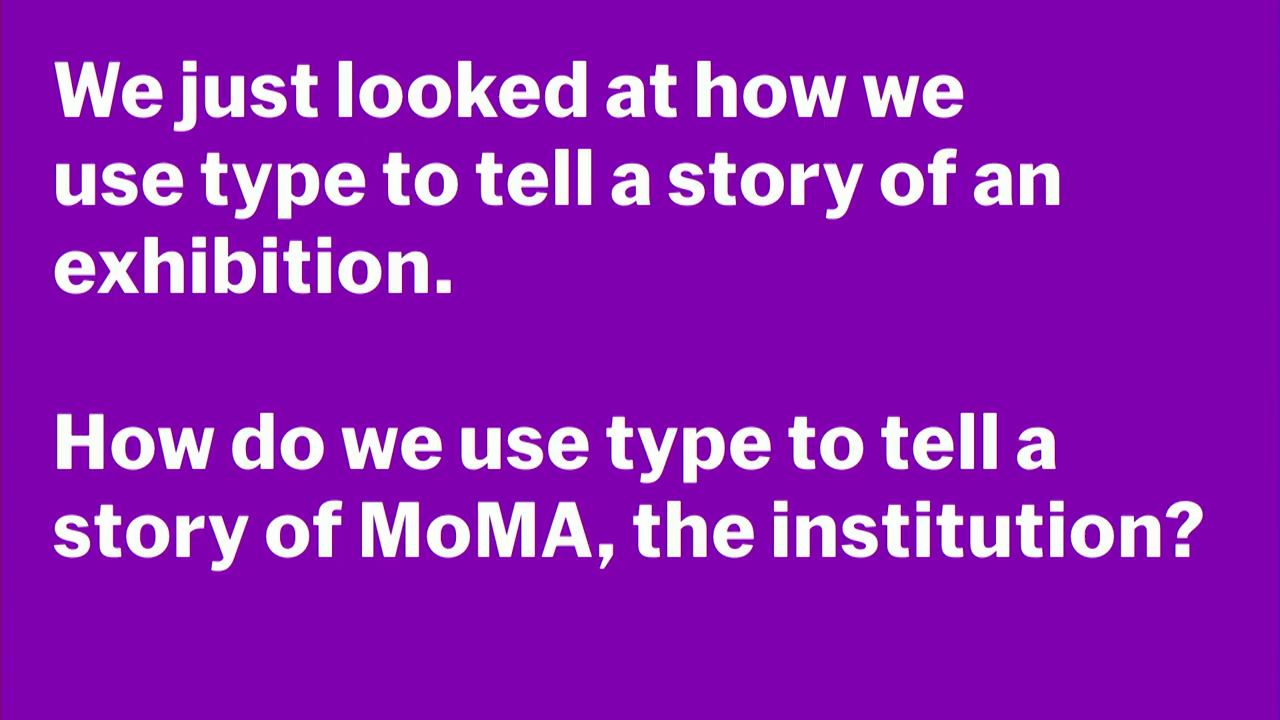 We just looked at how we
use type to tell a story of an
exhibition.
How do we use type to tell a
story of MoMA, the institution?